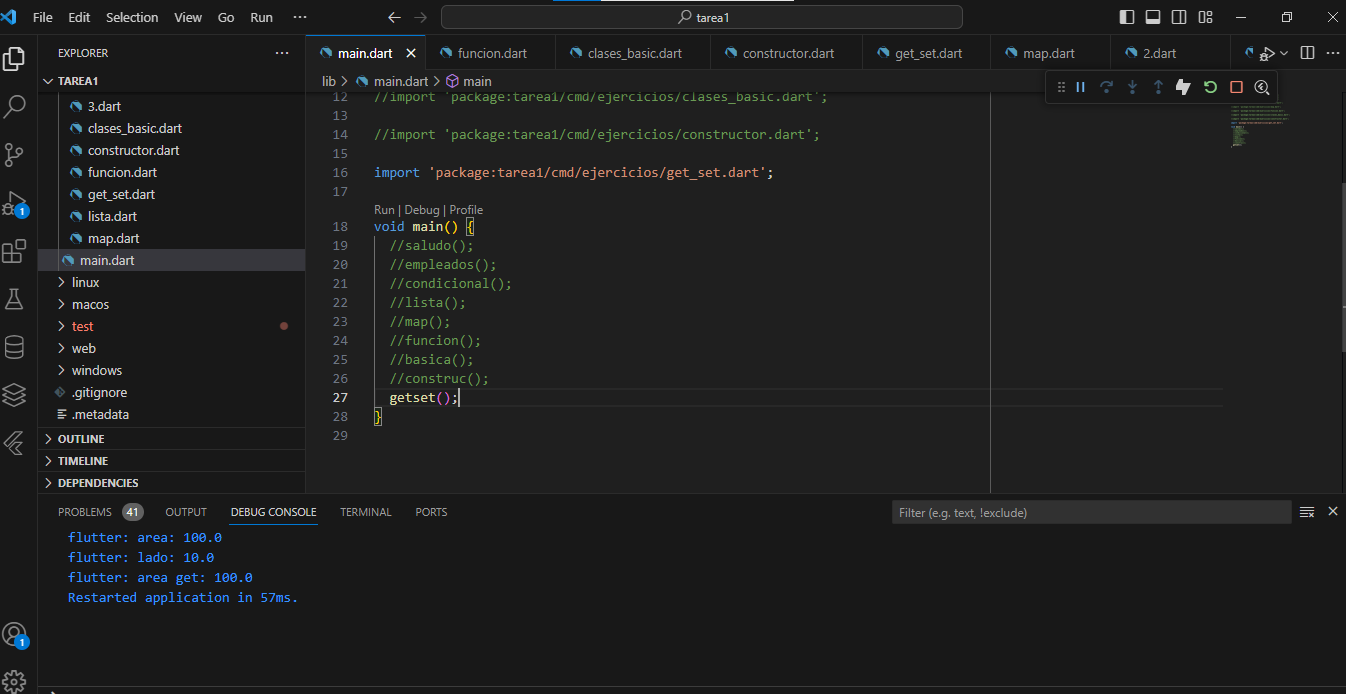 File Edit Selection View Go Run ··· tarea1
EXPLORER ···
TAREA1
3.dart
clases_basic.dart
constructor.dart
funcion.dart
get_set.dart
lista.dart
map.dart
main.dart
linux
macos
test
web
windows
.gitignore
.metadata
OUTLINE
TIMELINE
DEPENDENCIES
1
1
main.dart funcion.dart clases_basic.dart constructor.dart get_set.dart map.dart 2.dart ···
lib > main.dart > main
12 //import 'package:tarea1/cmd/ejercicios/clases_basic.dart';
13
14 //import 'package:tarea1/cmd/ejercicios/constructor.dart';
15
16 import 'package:tarea1/cmd/ejercicios/get_set.dart';
17
Run | Debug | Profile
18 void main() {
19 //saludo();
20 //empleados();
21 //condicional();
22 //lista();
23 //map();
24 //funcion();
25 //basica();
26 //construc();
27 getset();
28 }
29
PROBLEMS 41 OUTPUT DEBUG CONSOLE TERMINAL PORTS Filter (e.g. text, !exclude)
flutter: area: 100.0
flutter: lado: 10.0
flutter: area get: 100.0
Restarted application in 57ms.